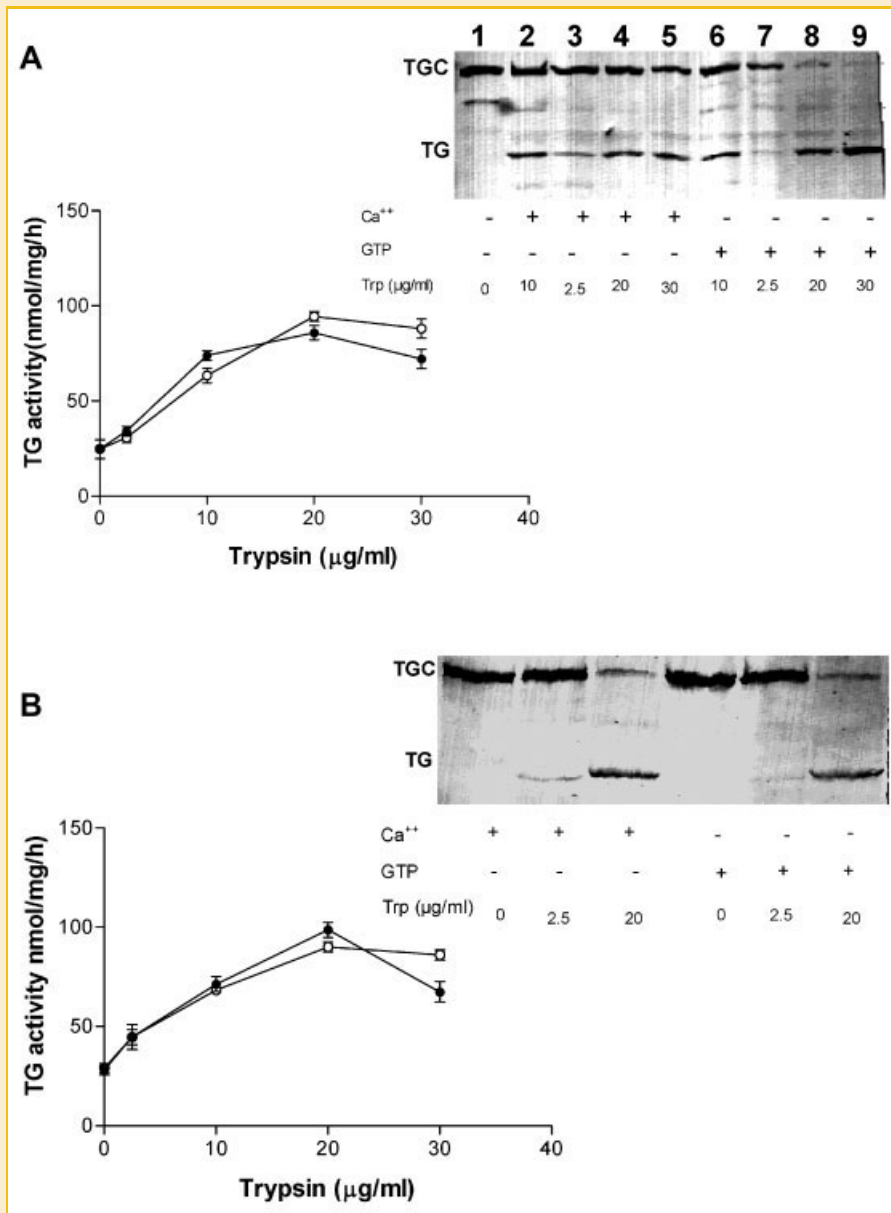 A
1 2 3 4 5 6 7 8 9
TGC
TG
Ca++ - + + + + - - - -
GTP - - - - - + + + +
Trp (µg/ml) 0 10 2.5 20 30 10 2.5 20 30
TG activity(nmol/mg/h)
150
100
50
0
0 10 20 30 40
Trypsin (µg/ml)
B
TGC
TG
Ca++ + + + - - -
GTP - - - + + +
Trp (µg/ml) 0 2.5 20 0 2.5 20
TG activity nmol/mg/h)
150
100
50
0
0 10 20 30 40
Trypsin (µg/ml)